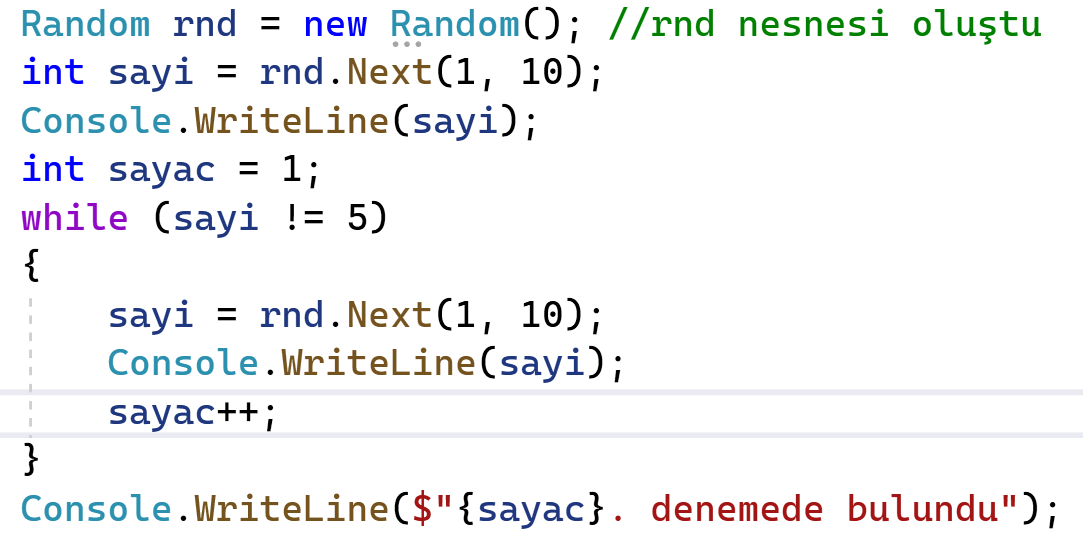 Random rnd = new Random(); //rnd nesnesi oluştu
int sayi = rnd.Next(1, 10);
Console.WriteLine(sayi);
int sayac = 1;
while (sayi != 5)
{
    sayi = rnd.Next(1, 10);
    Console.WriteLine(sayi);
    sayac++;
}
Console.WriteLine($"{sayac}. denemede bulundu");